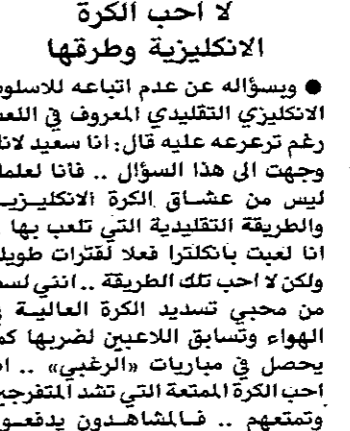 لا احب الكرة
الانكليزية وطرقها
● وبسؤاله عن عدم اتباعه للاسلوب
الانكليزي التقليدي المعروف في اللعب
رغم ترعرعه عليه قال: انا سعيد لانك
وجهت الى هذا السؤال .. فأنا لعلمك
ليس من عشاق الكرة الانكليزية
والطريقة التقليدية التي تلعب بها ..
انا لعبت بانكلترا فعلا لفترات طويلة
ولكن لا احب تلك الطريقة .. انني لست
من محبي تسديد الكرة العالية في
الهواء وتسابق اللاعبين لضربها كما
يحصل في مباريات «الرغبي» ..
احب الكرة الممتعة التي تشد المتفرجين
وتمتعهم .. فالمشاهدون يدفعون